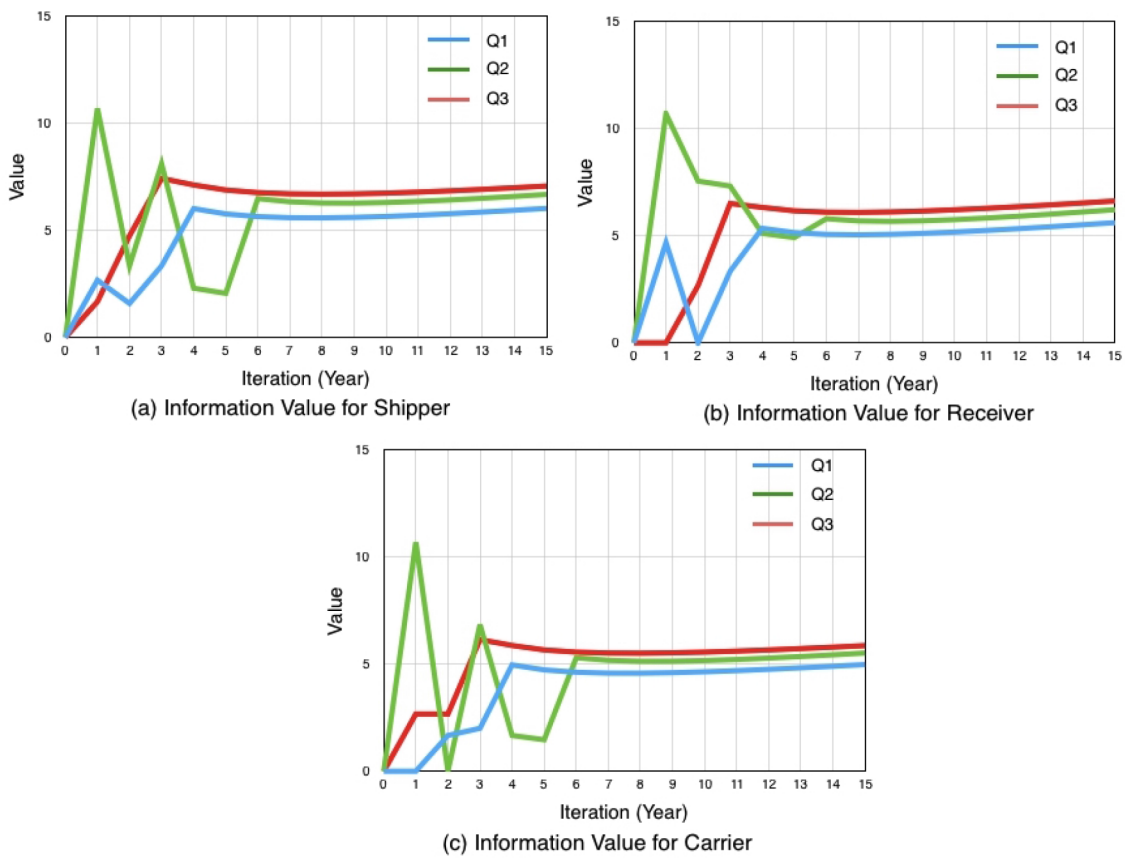 15
10
5
0
Value
Q1
Q2
Q3
0 1 2 3 4 5 6 7 8 9 10 11 12 13 14 15
Iteration (Year)
(a) Information Value for Shipper
15
10
5
0
Value
Q1
Q2
Q3
0 1 2 3 4 5 6 7 8 9 10 11 12 13 14 15
Iteration (Year)
(b) Information Value for Receiver
15
10
5
0
Value
Q1
Q2
Q3
0 1 2 3 4 5 6 7 8 9 10 11 12 13 14 15
Iteration (Year)
(c) Information Value for Carrier